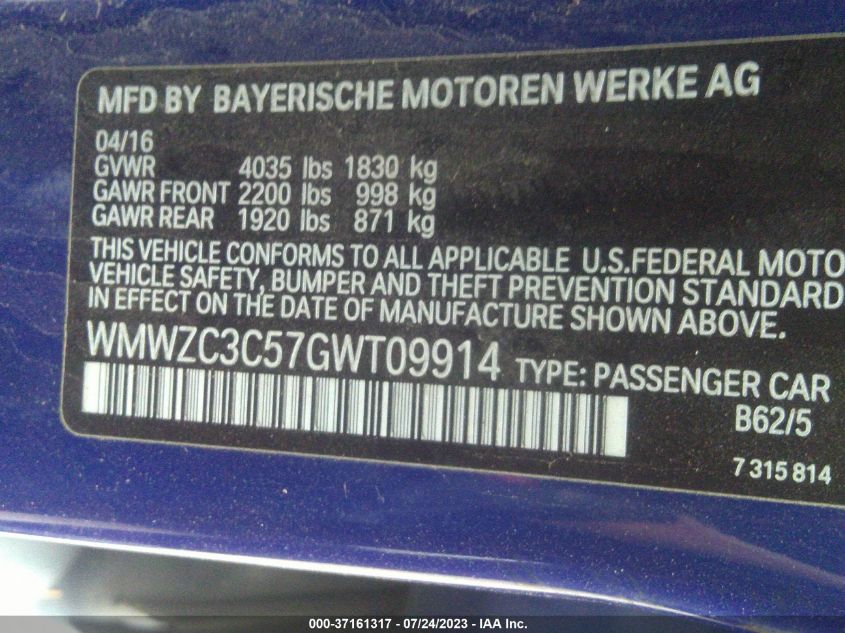 MFD BY BAYERISCHE MOTOREN WERKE AG
04/16
GVWR 4035 lbs 1830 kg
GAWR FRONT 2200 lbs 998 kg
GAWR REAR 1920 lbs 871 kg
THIS VEHICLE CONFORMS TO ALL APPLICABLE U.S.FEDERAL MOTO
VEHICLE SAFETY, BUMPER AND THEFT PREVENTION STANDARD
IN EFFECT ON THE DATE OF MANUFACTURE SHOWN ABOVE.
WMWZC3C57GWT09914 TYPE: PASSENGER CAR
B62/5
7 315 814
000-37161317 - 07/24/2023 - IAA Inc.